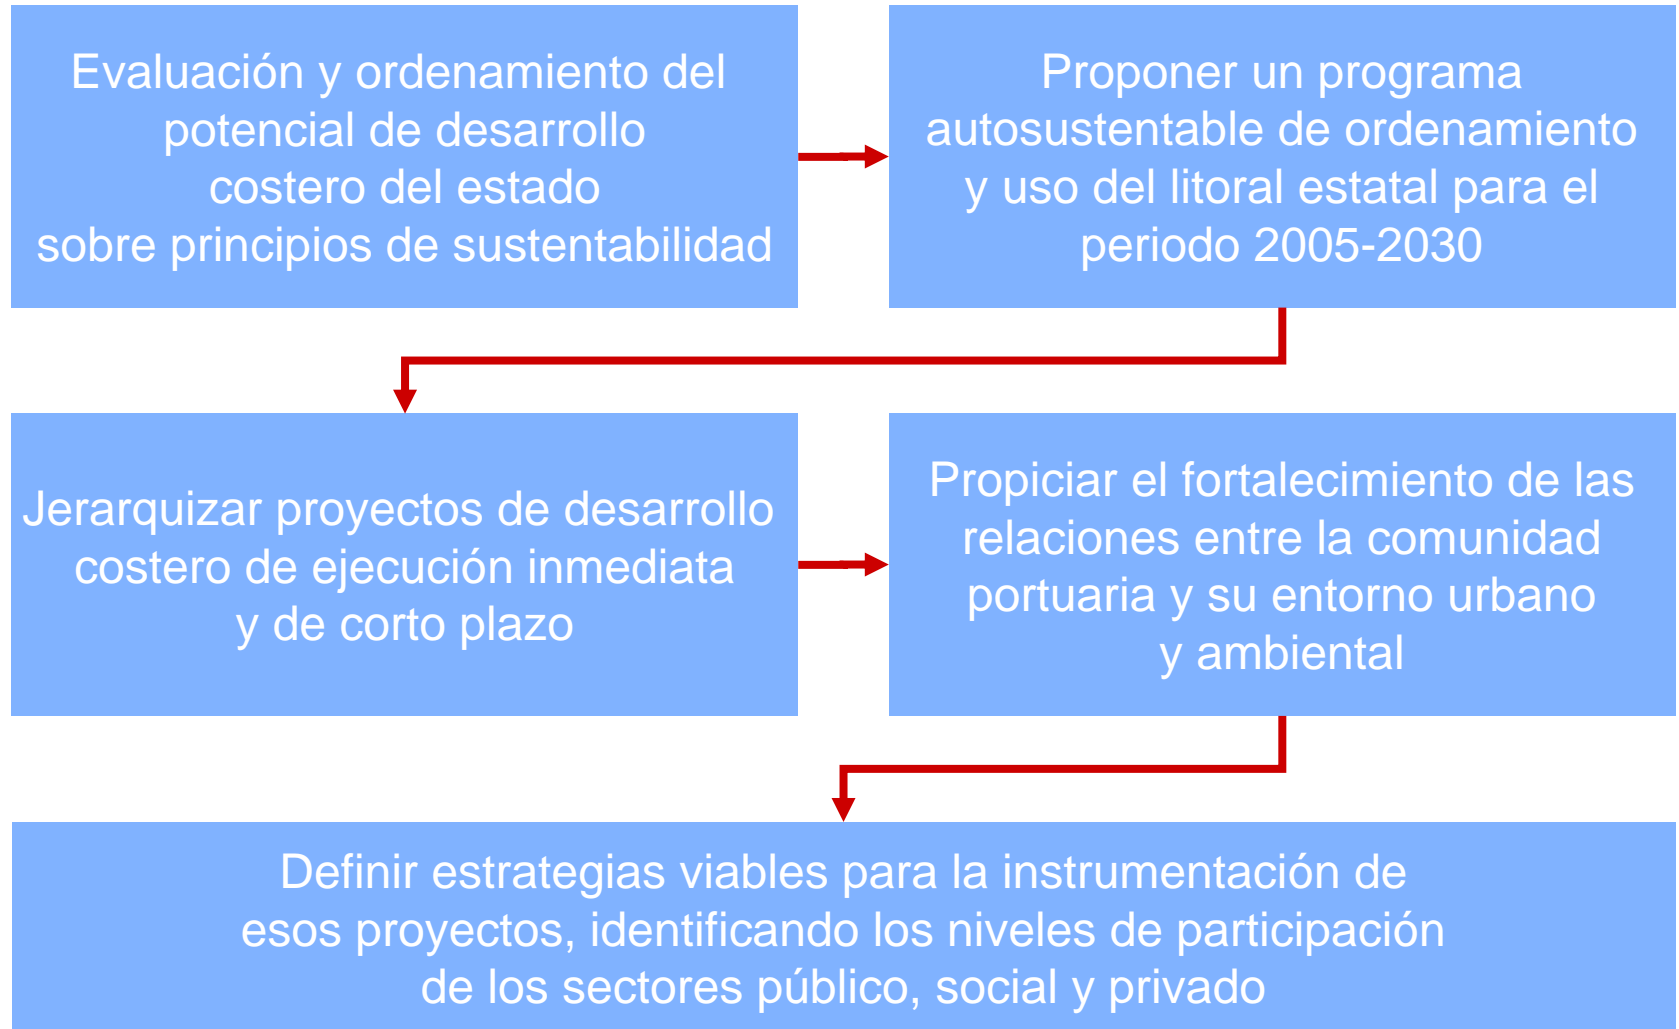 Evaluación y ordenamiento del
potencial de desarrollo
costero del estado
sobre principios de sustentabilidad
Proponer un programa
autosustentable de ordenamiento
y uso del litoral estatal para el
periodo 2005-2030
Jerarquizar proyectos de desarrollo
costero de ejecución inmediata
y de corto plazo
Propiciar el fortalecimiento de las
relaciones entre la comunidad
portuaria y su entorno urbano
y ambiental
Definir estrategias viables para la instrumentación de
esos proyectos, identificando los niveles de participación
de los sectores público, social y privado